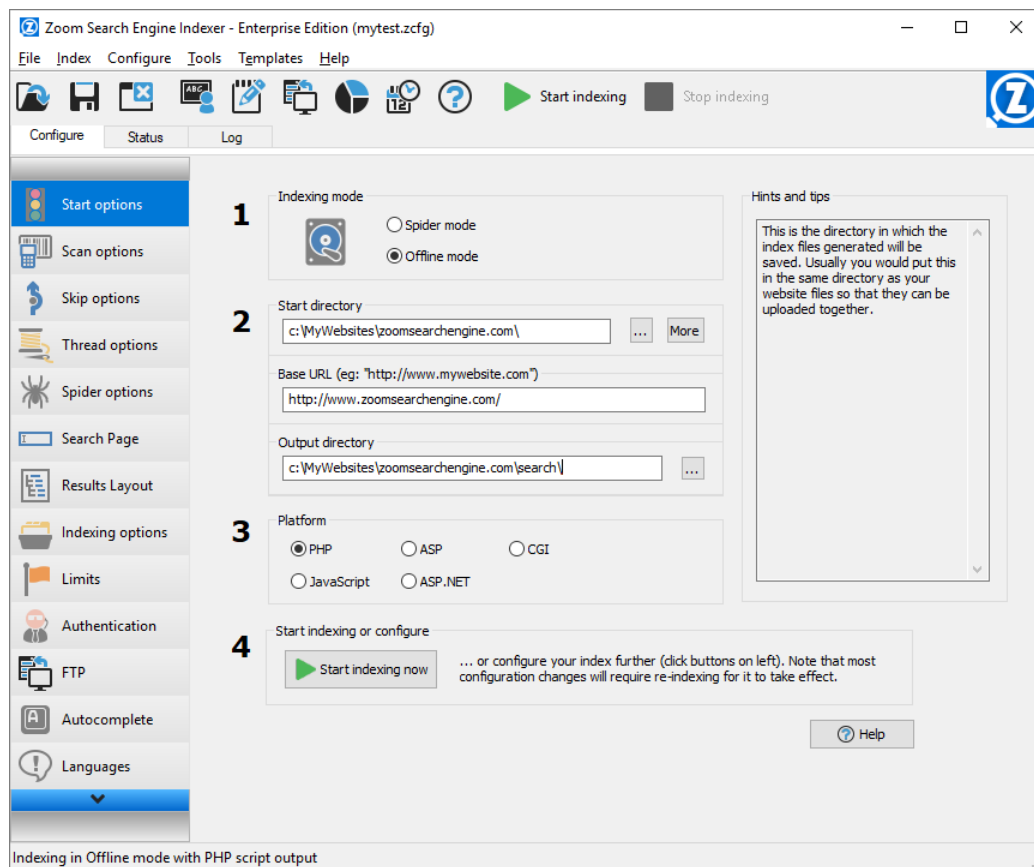 Zoom Search Engine Indexer - Enterprise Edition (mytest.zcfg)
File Index Configure Tools Templates Help
ABC
12
?
Start indexing
Stop indexing
Z
Configure Status Log
Start options
Scan options
Skip options
Thread options
Spider options
Search Page
Results Layout
Indexing options
Limits
Authentication
FTP
A
Autocomplete
Languages
1
Indexing mode
Spider mode
Offline mode
2
Start directory
c:\MyWebsites\zoomsearchengine.com\
...
More
Base URL (eg: "http://www.mywebsite.com")
http://www.zoomsearchengine.com/
Output directory
c:\MyWebsites\zoomsearchengine.com\search\
...
3
Platform
PHP ASP CGI
JavaScript ASP.NET
4
Start indexing or configure
Start indexing now
... or configure your index further (click buttons on left). Note that most
configuration changes will require re-indexing for it to take effect.
Help
Hints and tips
This is the directory in which the
index files generated will be
saved. Usually you would put this
in the same directory as your
website files so that they can be
uploaded together.
Indexing in Offline mode with PHP script output